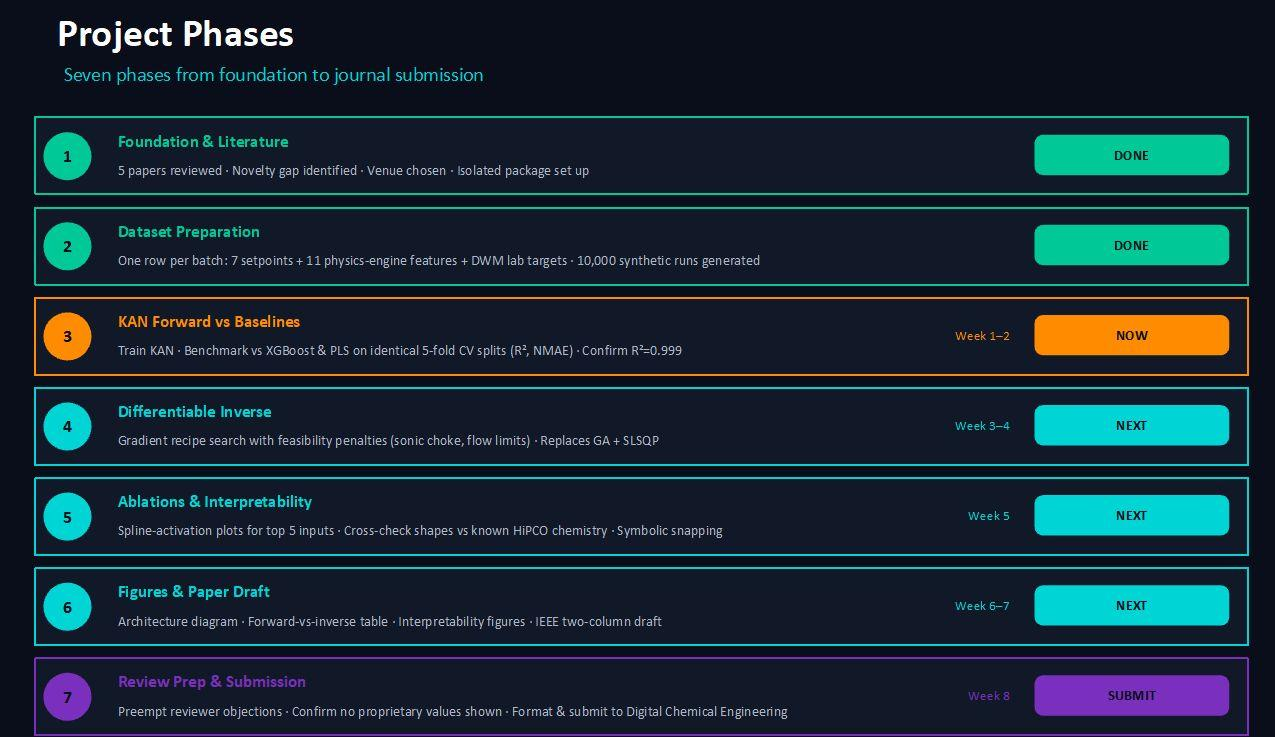 Project Phases
Seven phases from foundation to journal submission
1
Foundation & Literature
5 papers reviewed · Novelty gap identified · Venue chosen · Isolated package set up
DONE
2
Dataset Preparation
One row per batch: 7 setpoints + 11 physics-engine features + DWM lab targets · 10,000 synthetic runs generated
DONE
3
KAN Forward vs Baselines
Train KAN · Benchmark vs XGBoost & PLS on identical 5-fold CV splits (R², NMAE) · Confirm R²=0.999
Week 1–2
NOW
4
Differentiable Inverse
Gradient recipe search with feasibility penalties (sonic choke, flow limits) · Replaces GA + SLSQP
Week 3–4
NEXT
5
Ablations & Interpretability
Spline-activation plots for top 5 inputs · Cross-check shapes vs known HiPCO chemistry · Symbolic snapping
Week 5
NEXT
6
Figures & Paper Draft
Architecture diagram · Forward-vs-inverse table · Interpretability figures · IEEE two-column draft
Week 6–7
NEXT
7
Review Prep & Submission
Preempt reviewer objections · Confirm no proprietary values shown · Format & submit to Digital Chemical Engineering
Week 8
SUBMIT